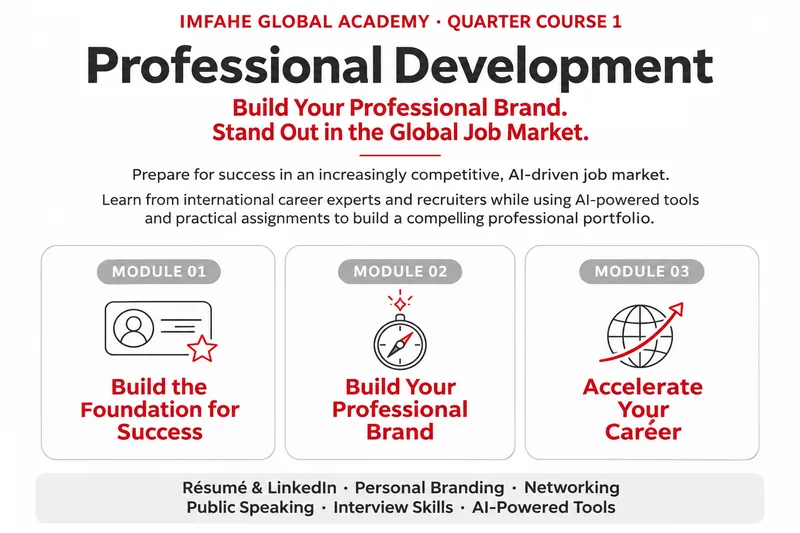 IMFAHE GLOBAL ACADEMY · QUARTER COURSE 1
Professional Development
Build Your Professional Brand.
Stand Out in the Global Job Market.
Prepare for success in an increasingly competitive, AI-driven job market.
Learn from international career experts and recruiters while using AI-powered tools
and practical assignments to build a compelling professional portfolio.
MODULE 01
Build the
Foundation for
Success
MODULE 02
Build Your
Professional
Brand
MODULE 03
Accelerate
Your
Caréer
Résumé & LinkedIn · Personal Branding · Networking
Public Speaking · Interview Skills · AI-Powered Tools